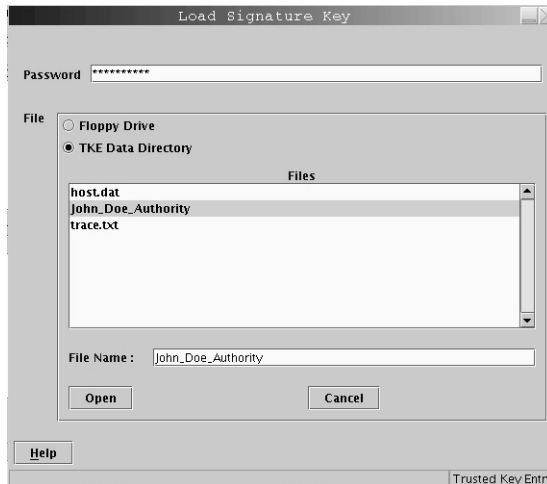 Load Signature Key
Password **********
File
Floppy Drive
TKE Data Directory
Files
host.dat
John_Doe_Authority
trace.txt
File Name : John_Doe_Authority
Open Cancel
Help
Trusted Key Entr